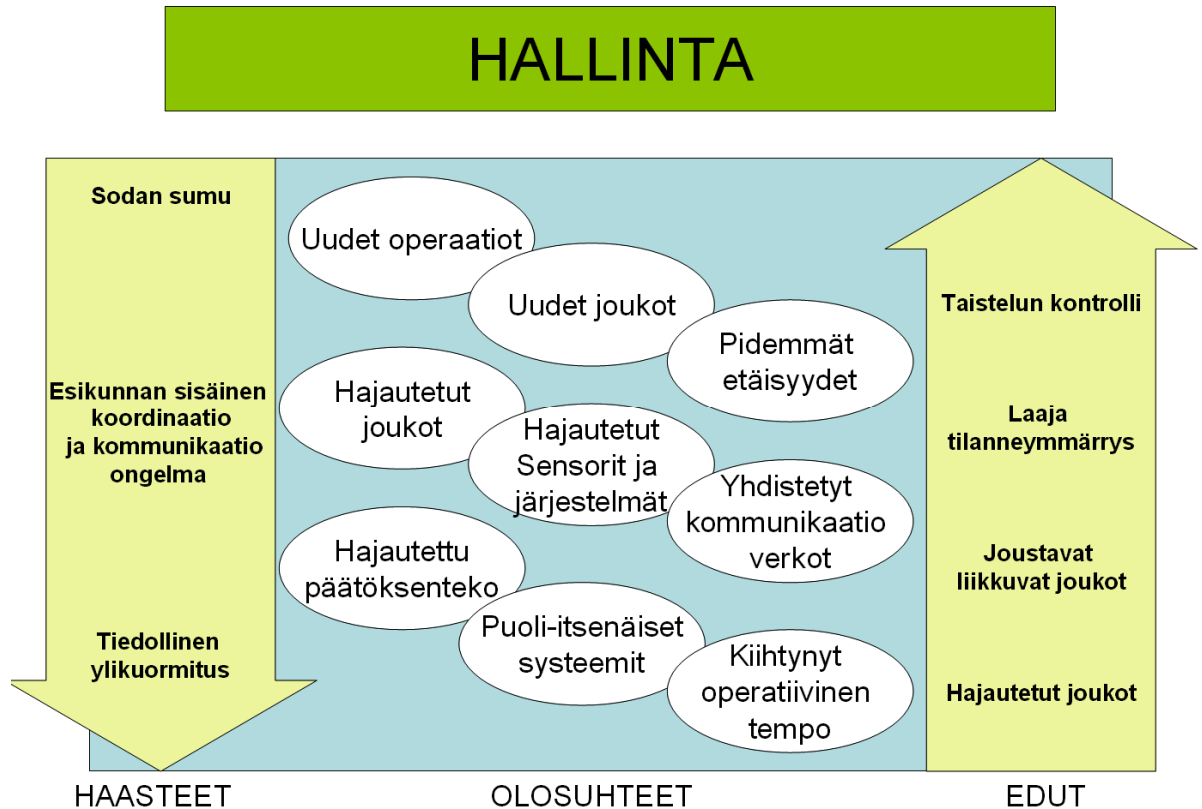 HALLINTA
Sodan sumu
Esikunnan sisäinen
koordinaatio
ja kommunikaatio
ongelma
Tiedollinen
ylikuormitus
Uudet operaatiot
Uudet joukot
Pidemmät
etäisyydet
Hajautetut
joukot
Hajautetut
Sensorit ja
järjestelmät
Yhdistetyt
kommunikaatio
verkot
Hajautettu
päätöksenteko
Puoli-itsenäiset
systeemit
Kiihtynyt
operatiivinen
tempo
Taistelun kontrolli
Laaja
tilanneymmärrys
Joustavat
liikkuvat joukot
Hajautetut joukot
HAASTEET
OLOSUHTEET
EDUT